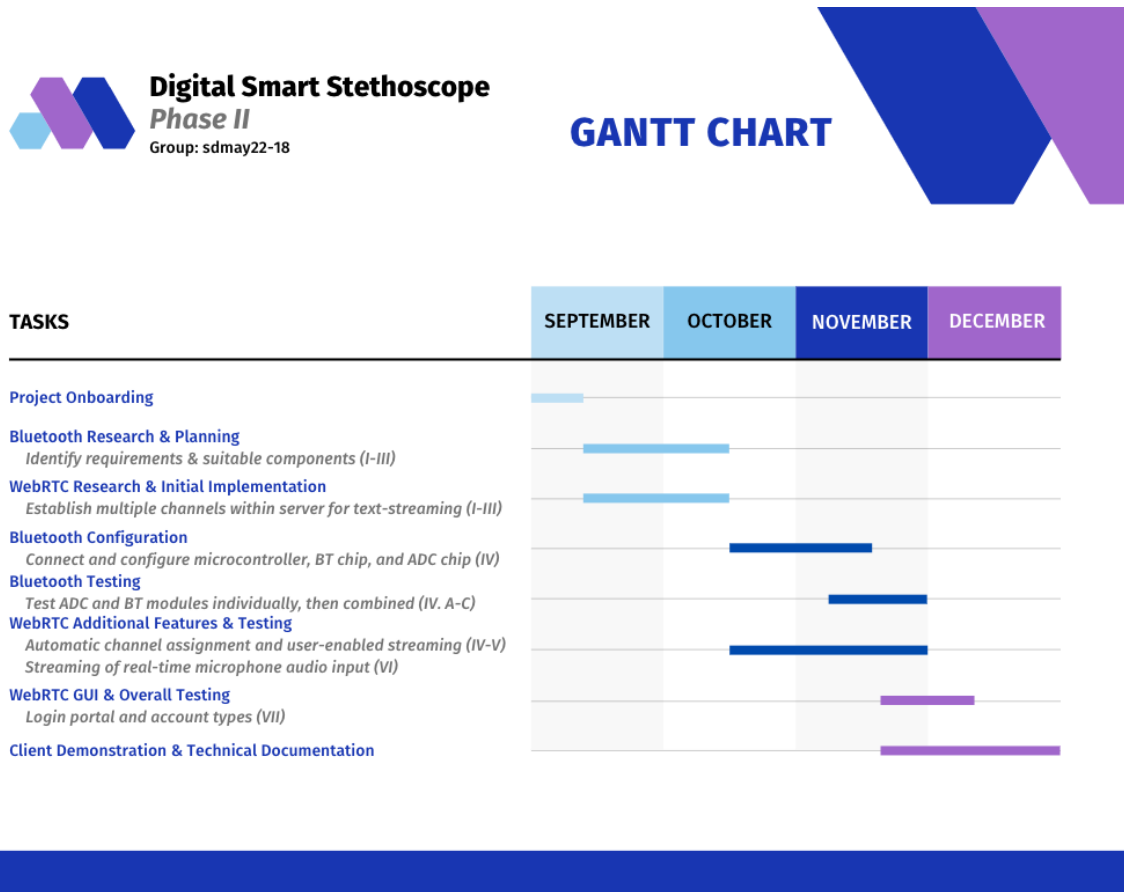 Digital Smart Stethoscope
Phase II
Group: sdmay22-18
GANTT CHART
TASKS
SEPTEMBER
OCTOBER
NOVEMBER
DECEMBER
Project Onboarding
Bluetooth Research & Planning
Identify requirements & suitable components (I-III)
WebRTC Research & Initial Implementation
Establish multiple channels within server for text-streaming (I-III)
Bluetooth Configuration
Connect and configure microcontroller, BT chip, and ADC chip (IV)
Bluetooth Testing
Test ADC and BT modules individually, then combined (IV. A-C)
WebRTC Additional Features & Testing
Automatic channel assignment and user-enabled streaming (IV-V)
Streaming of real-time microphone audio input (VI)
WebRTC GUI & Overall Testing
Login portal and account types (VII)
Client Demonstration & Technical Documentation